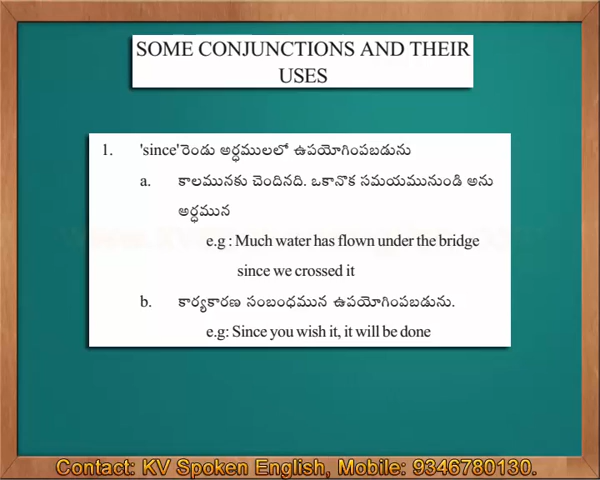 SOME CONJUNCTIONS AND THEIR
USES
1. 'since'రెండు అర్ధములలో ఉపయోగింపబడును
a. కాలమునకు చెందినది. ఒకానొక సమయమునుండి అను
అర్ధమున
e.g : Much water has flown under the bridge
since we crossed it
b. కార్యకారణ సంబంధమున ఉపయోగింపబడును.
e.g: Since you wish it, it will be done
Contact: KV Spoken English, Mobile: 9346780130.